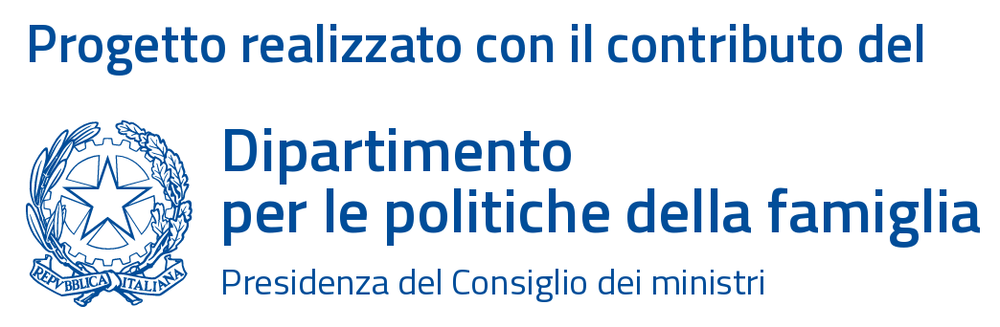 Progetto realizzato con il contributo del
Dipartimento
per le politiche della famiglia
Presidenza del Consiglio dei ministri
REPVBBLICA ITALIANA